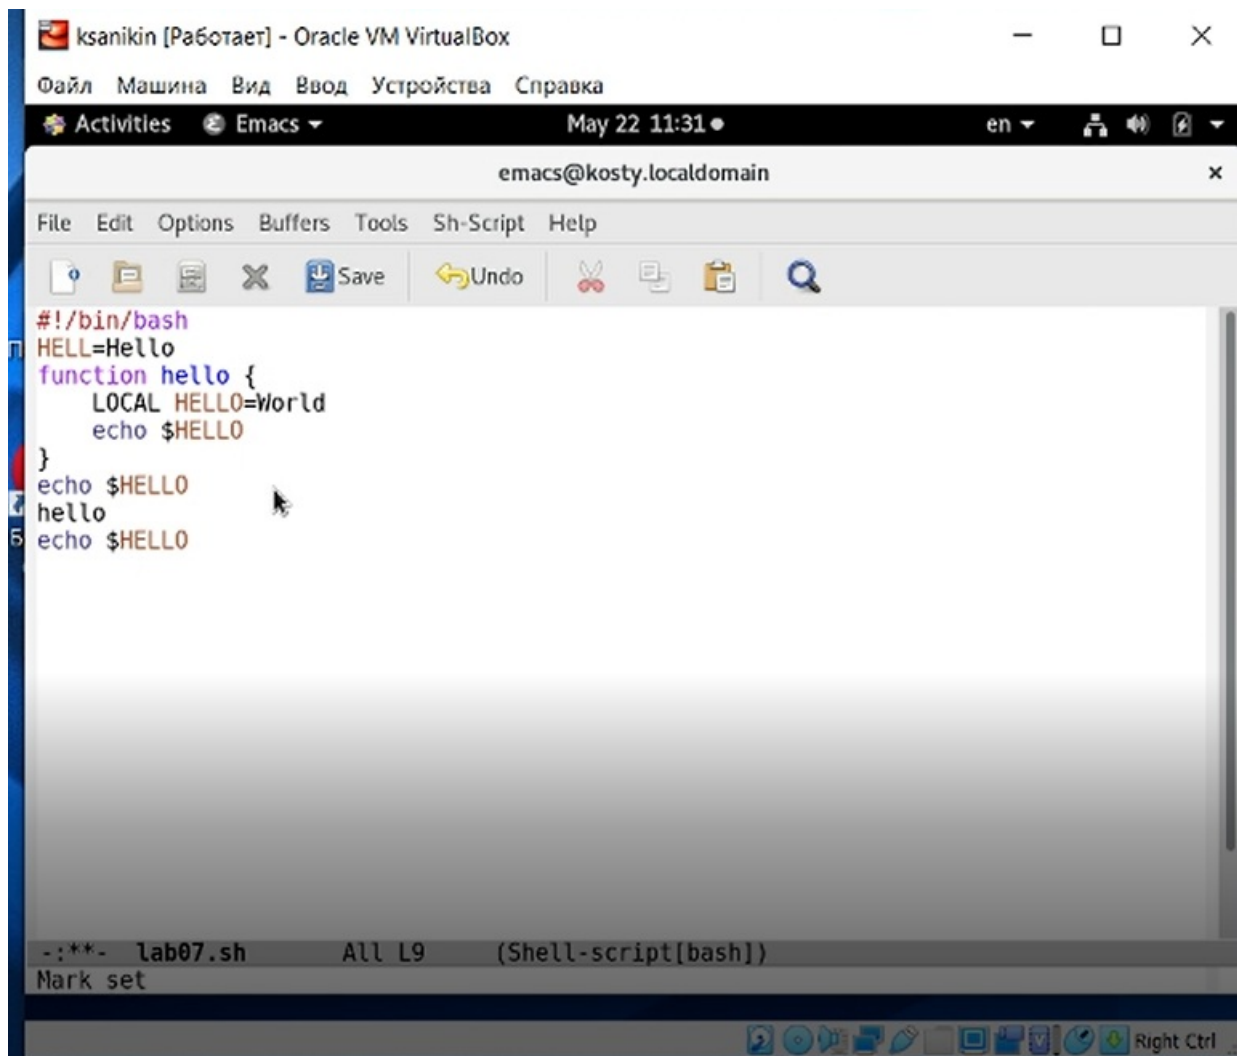 ksanikin [Работает] - Oracle VM VirtualBox
Файл Машина Вид Ввод Устройства Справка
Activities Emacs May 22 11:31 en
emacs@kosty.localdomain
File Edit Options Buffers Tools Sh-Script Help
Save Undo
#!/bin/bash
HELL=Hello
function hello {
    LOCAL HELLO=World
    echo $HELLO
}
echo $HELLO
hello
echo $HELLO
-:**- lab07.sh All L9 (Shell-script[bash])
Mark set
Right Ctrl